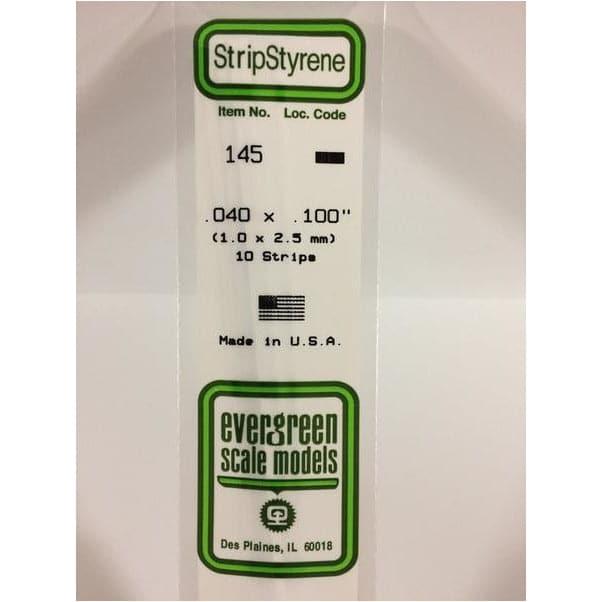 StripStyrene
Item No. Loc. Code
145
.040 x .100"
(1.0 x 2.5 mm)
10 Strips
Made in U.S.A.
evergreen
scale models
Des Plaines, IL 60018